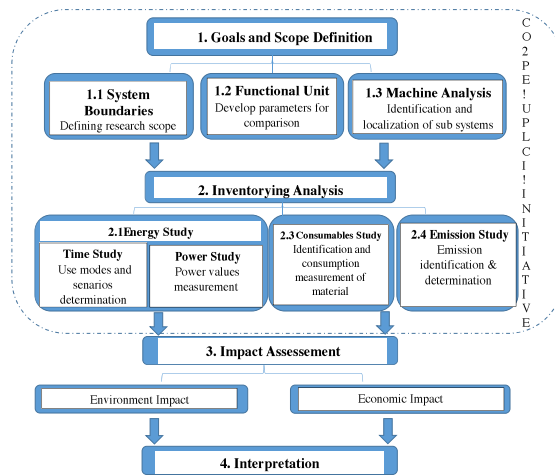 1. Goals and Scope Definition
1.1 System
Boundaries
Defining research scope
1.2 Functional Unit
Develop parameters for
comparison
1.3 Machine Analysis
Identification and
localization of sub systems
2. Inventorying Analysis
2.1Energy Study
Time Study
Use modes and
senarios
determination
Power Study
Power values
measurement
2.3 Consumables Study
Identification and
consumption
measurement of
material
2.4 Emission Study
Emission
identification &
determination
3. Impact Assessment
Environment Impact
Economic Impact
4. Interpretation
CO2PE!UPLCI!INITIATIVE